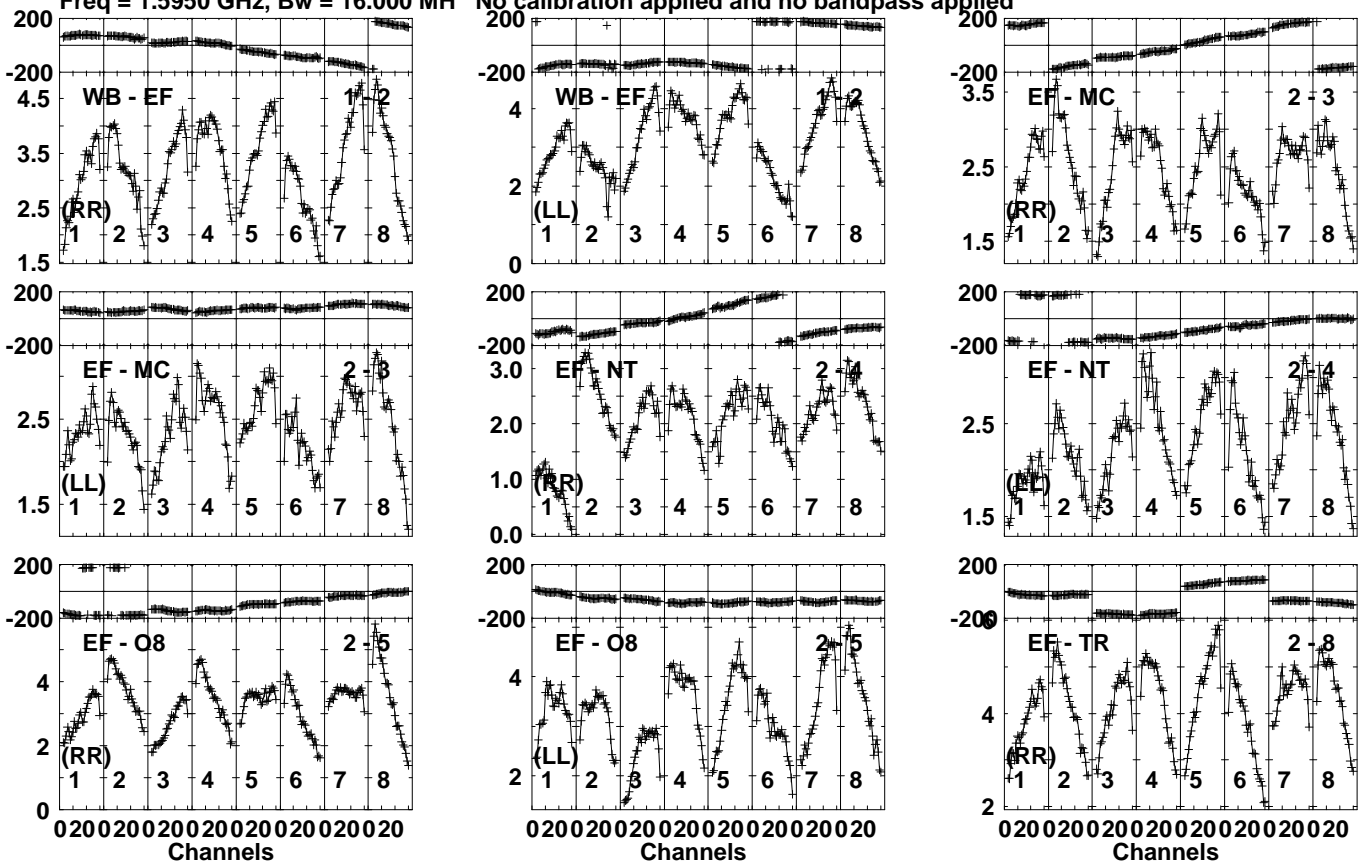 Freq = 1.5950 GHz, Bw = 16.000 MH No calibration applied and no bandpass applied
200 200 200
-200 -200 -200
WB - EF 1 - 2 WB - EF 1 - 2 EF - MC 2 - 3
4.5 4 3.5
3.5 2 2.5
2.5 0 1.5
1.5
(RR) (LL) (RR)
1 2 3 4 5 6 7 8 1 2 3 4 5 6 7 8 1 2 3 4 5 6 7 8
200 200 200
-200 -200 -200
EF - MC 2 - 3 EF - NT 2 - 4 EF - NT 2 - 4
2.5 3.0 2.5
1.5 2.0 1.5
1.0
0.0
(LL) (RR) (LL)
1 2 3 4 5 6 7 8 1 2 3 4 5 6 7 8 1 2 3 4 5 6 7 8
200 200 200
-200 -200 -200
6
EF - O8 2 - 5 EF - O8 2 - 5 EF - TR 2 - 8
4 4 4
2 2 2
0
(RR) (LL) (RR)
1 2 3 4 5 6 7 8 1 2 3 4 5 6 7 8 1 2 3 4 5 6 7 8
0 20 0 20 0 20 0 20 0 20 0 20 0 20 0 20 0 20 0 20 0 20 0 20 0 20 0 20 0 20 0 20 0 20 0 20 0 20 0 20 0 20 0 20 0 20 0 20
Channels Channels Channels